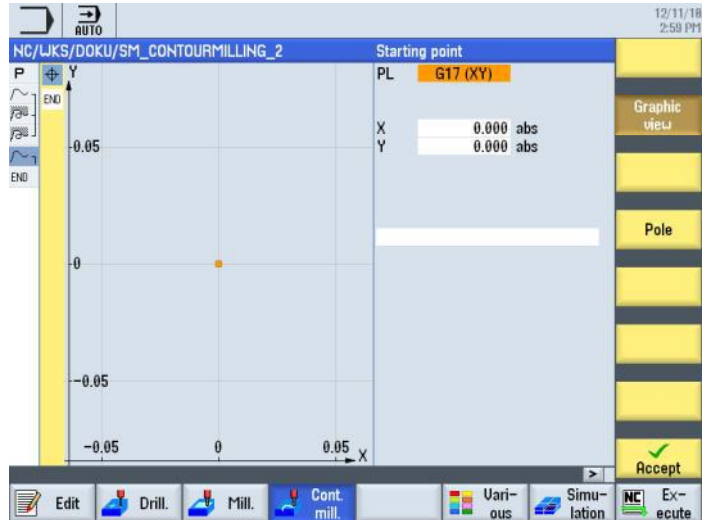 AUTO
12/11/18
2:59 PM
NC/WKS/DOKU/SM_CONTOURMILLING_2
Starting point
P
END
END
Y
0.05
0
-0.05
-0.05
0
0.05
X
PL
G17 (XY)
X
0.000 abs
Y
0.000 abs
Graphic
view
Pole
Accept
>
Edit
Drill.
Mill.
Cont.
mill.
Vari-
ous
Simu-
lation
NC
Ex-
ecute